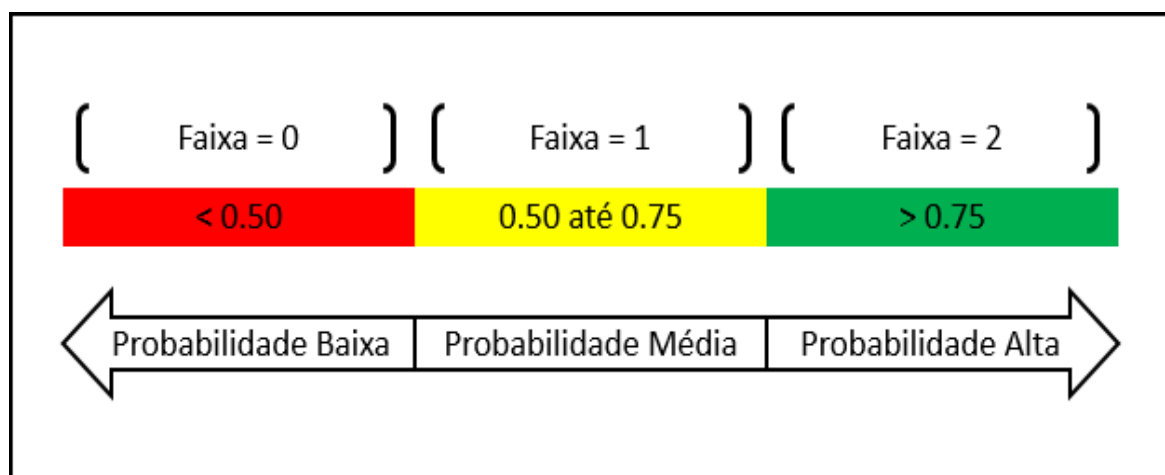 Faixa = 0 Faixa = 1 Faixa = 2
< 0.50 0.50 até 0.75 > 0.75
Probabilidade Baixa Probabilidade Média Probabilidade Alta